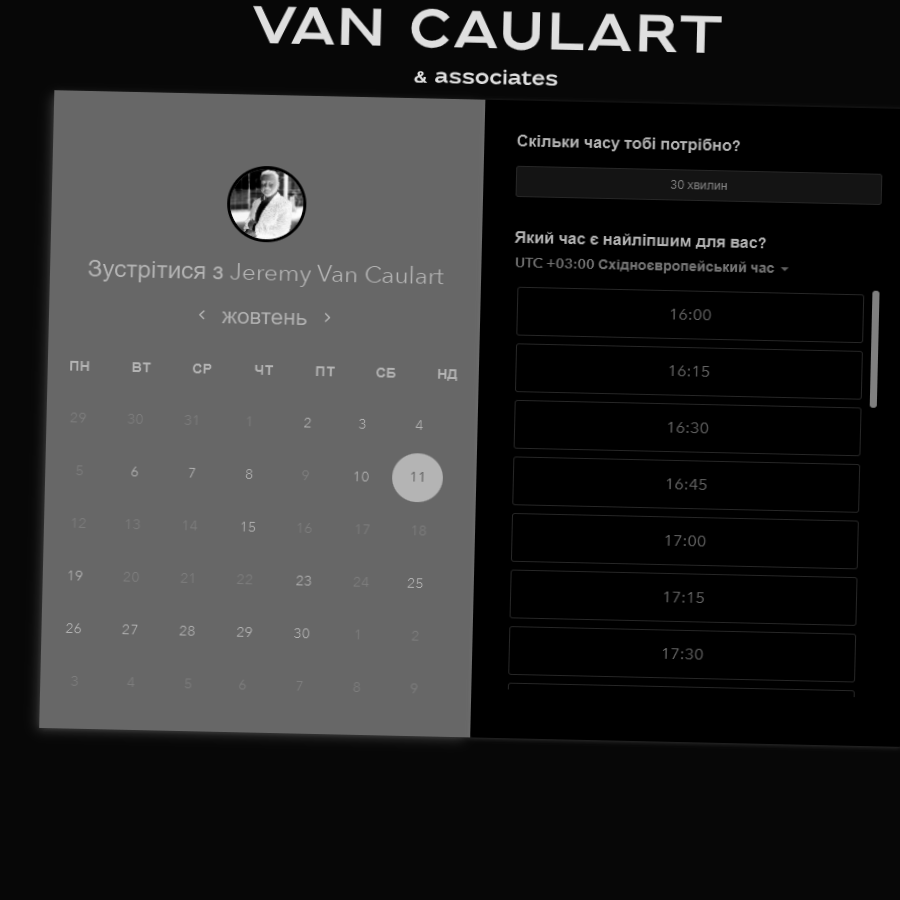 VAN CAULART
& associates
Зустрітися з Jeremy Van Caulart
‹ жовтень ›
ПН ВТ СР ЧТ ПТ СБ НД
29 30 31 1 2 3 4
5 6 7 8 9 10 11
12 13 14 15 16 17 18
19 20 21 22 23 24 25
26 27 28 29 30 1 2
3 4 5 6 7 8 9
Скільки часу тобі потрібно?
30 хвилин
Який час є найліпшим для вас?
UTC +03:00 Східноєвропейський час
16:00
16:15
16:30
16:45
17:00
17:15
17:30